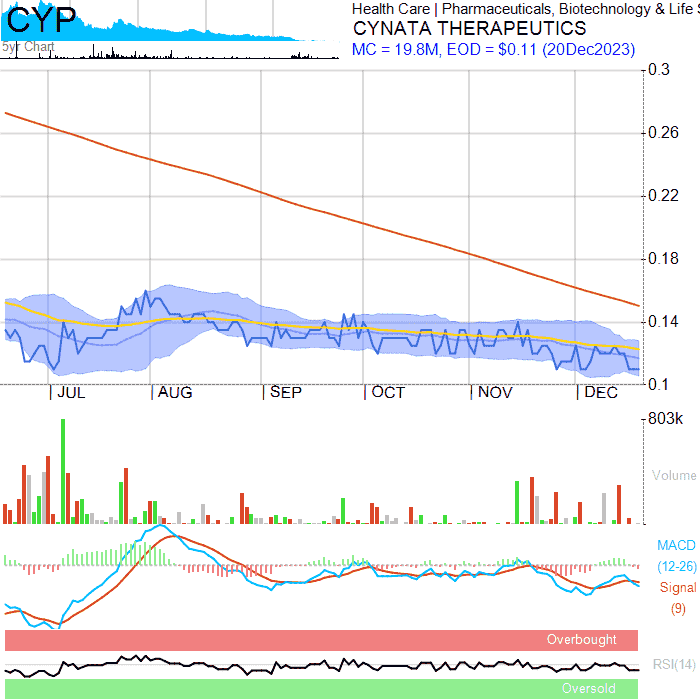 CYP
5yr Chart
Health Care | Pharmaceuticals, Biotechnology & Life S
CYNATA THERAPEUTICS
MC = 19.8M, EOD = $0.11 (20Dec2023)
0.3
0.26
0.22
0.18
0.14
0.1
JUL AUG SEP OCT NOV DEC
803k
Volume
MACD
(12-26)
Signal
(9)
Overbought
RSI(14)
Oversold